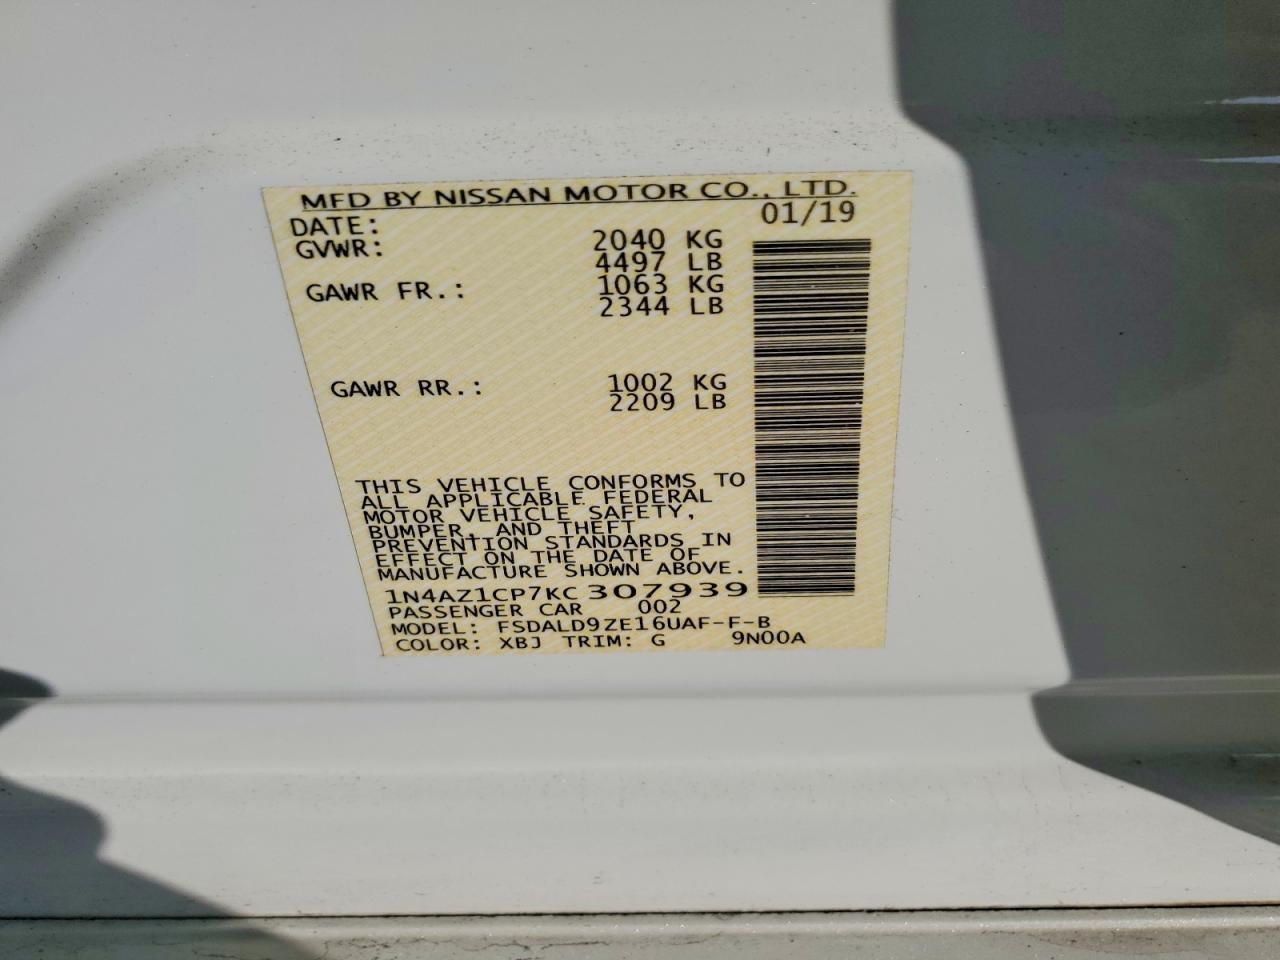 MFD BY NISSAN MOTOR CO., LTD.
DATE: 01/19
GVWR: 2040 KG
4497 LB
GAWR FR.: 1063 KG
2344 LB
GAWR RR.: 1002 KG
2209 LB
THIS VEHICLE CONFORMS TO
ALL APPLICABLE FEDERAL
MOTOR VEHICLE SAFETY,
BUMPER, AND THEFT
PREVENTION STANDARDS IN
EFFECT ON THE DATE OF
MANUFACTURE SHOWN ABOVE.
1N4AZ1CP7KC307939
PASSENGER CAR 002
MODEL: FSDALD9ZE16UAF-F-B
COLOR: XBJ TRIM: G 9N00A